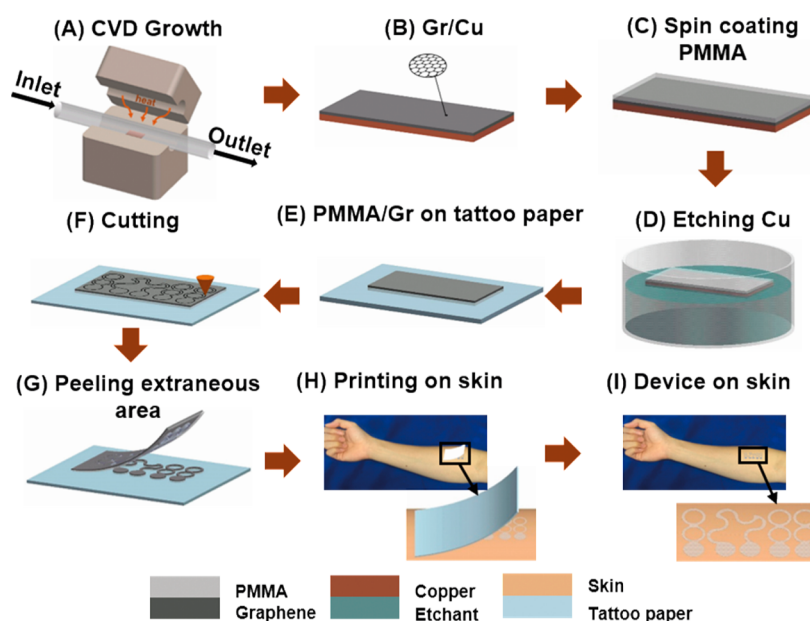 (A) CVD Growth
Inlet
heat
Outlet
(B) Gr/Cu
(C) Spin coating
PMMA
(D) Etching Cu
(E) PMMA/Gr on tattoo paper
(F) Cutting
(G) Peeling extraneous
area
(H) Printing on skin
(I) Device on skin
PMMA
Graphene
Copper
Etchant
Skin
Tattoo paper